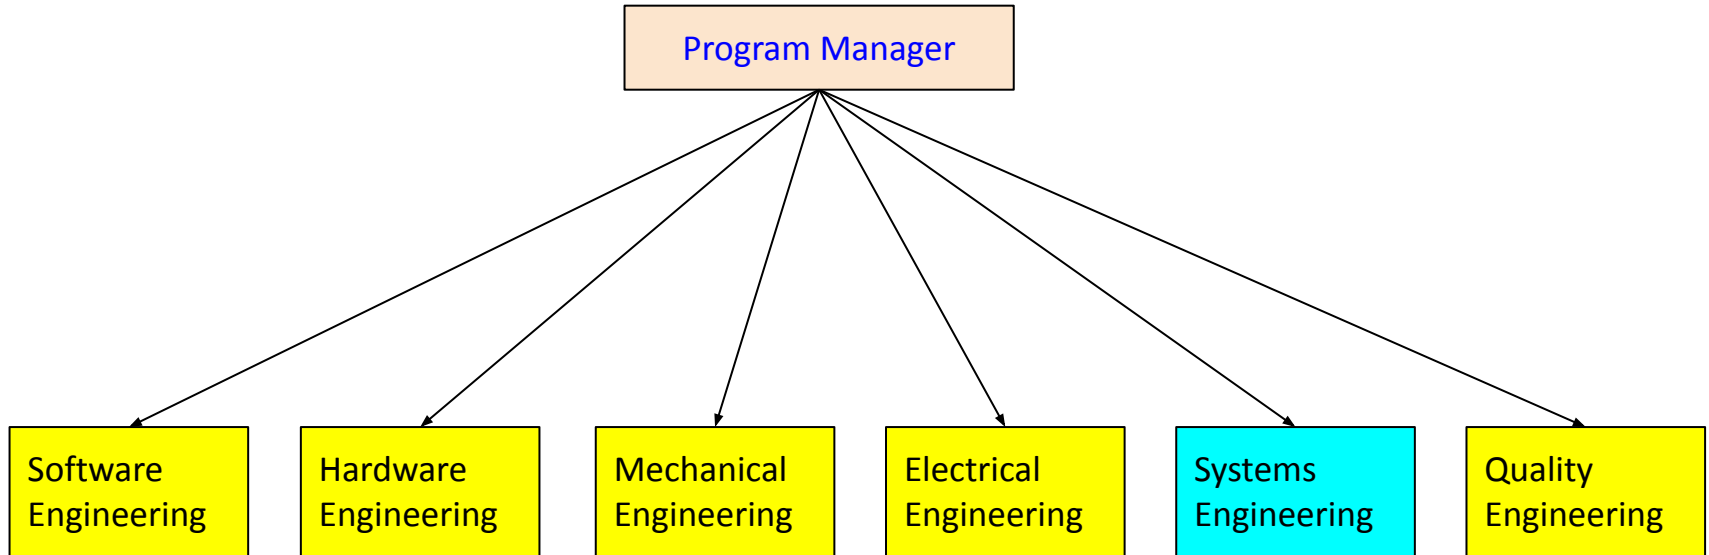 Program Manager
Software
Engineering
Hardware
Engineering
Mechanical
Engineering
Electrical
Engineering
Systems
Engineering
Quality
Engineering